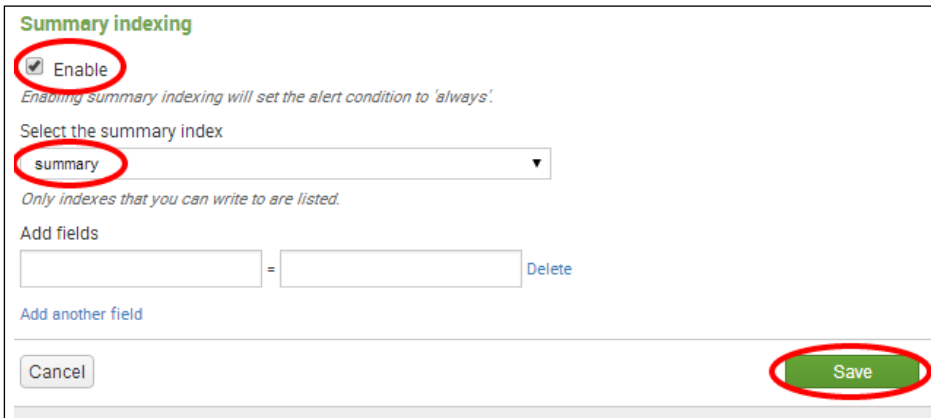 Summary indexing
Enable
Enabling summary indexing will set the alert condition to 'always'.
Select the summary index
summary
Only indexes that you can write to are listed.
Add fields
= Delete
Add another field
Cancel Save